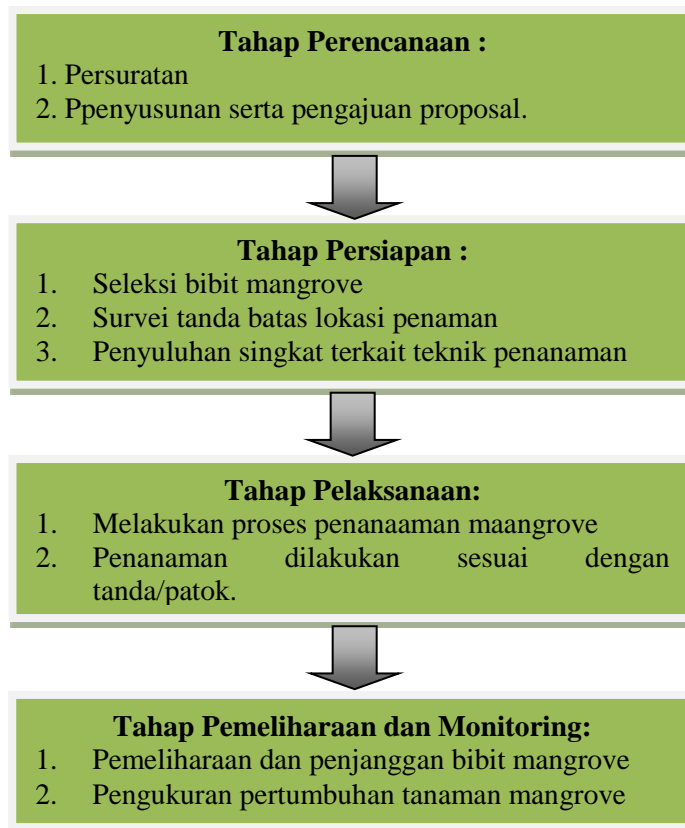 Tahap Perencanaan :
1. Persuratan
2. Ppenyusunan serta pengajuan proposal.
Tahap Persiapan :
1. Seleksi bibit mangrove
2. Survei tanda batas lokasi penaman
3. Penyuluhan singkat terkait teknik penanaman
Tahap Pelaksanaan:
1. Melakukan proses penanaaman maangrove
2. Penanaman dilakukan sesuai dengan
tanda/patok.
Tahap Pemeliharaan dan Monitoring:
1. Pemeliharaan dan penjanggan bibit mangrove
2. Pengukuran pertumbuhan tanaman mangrove